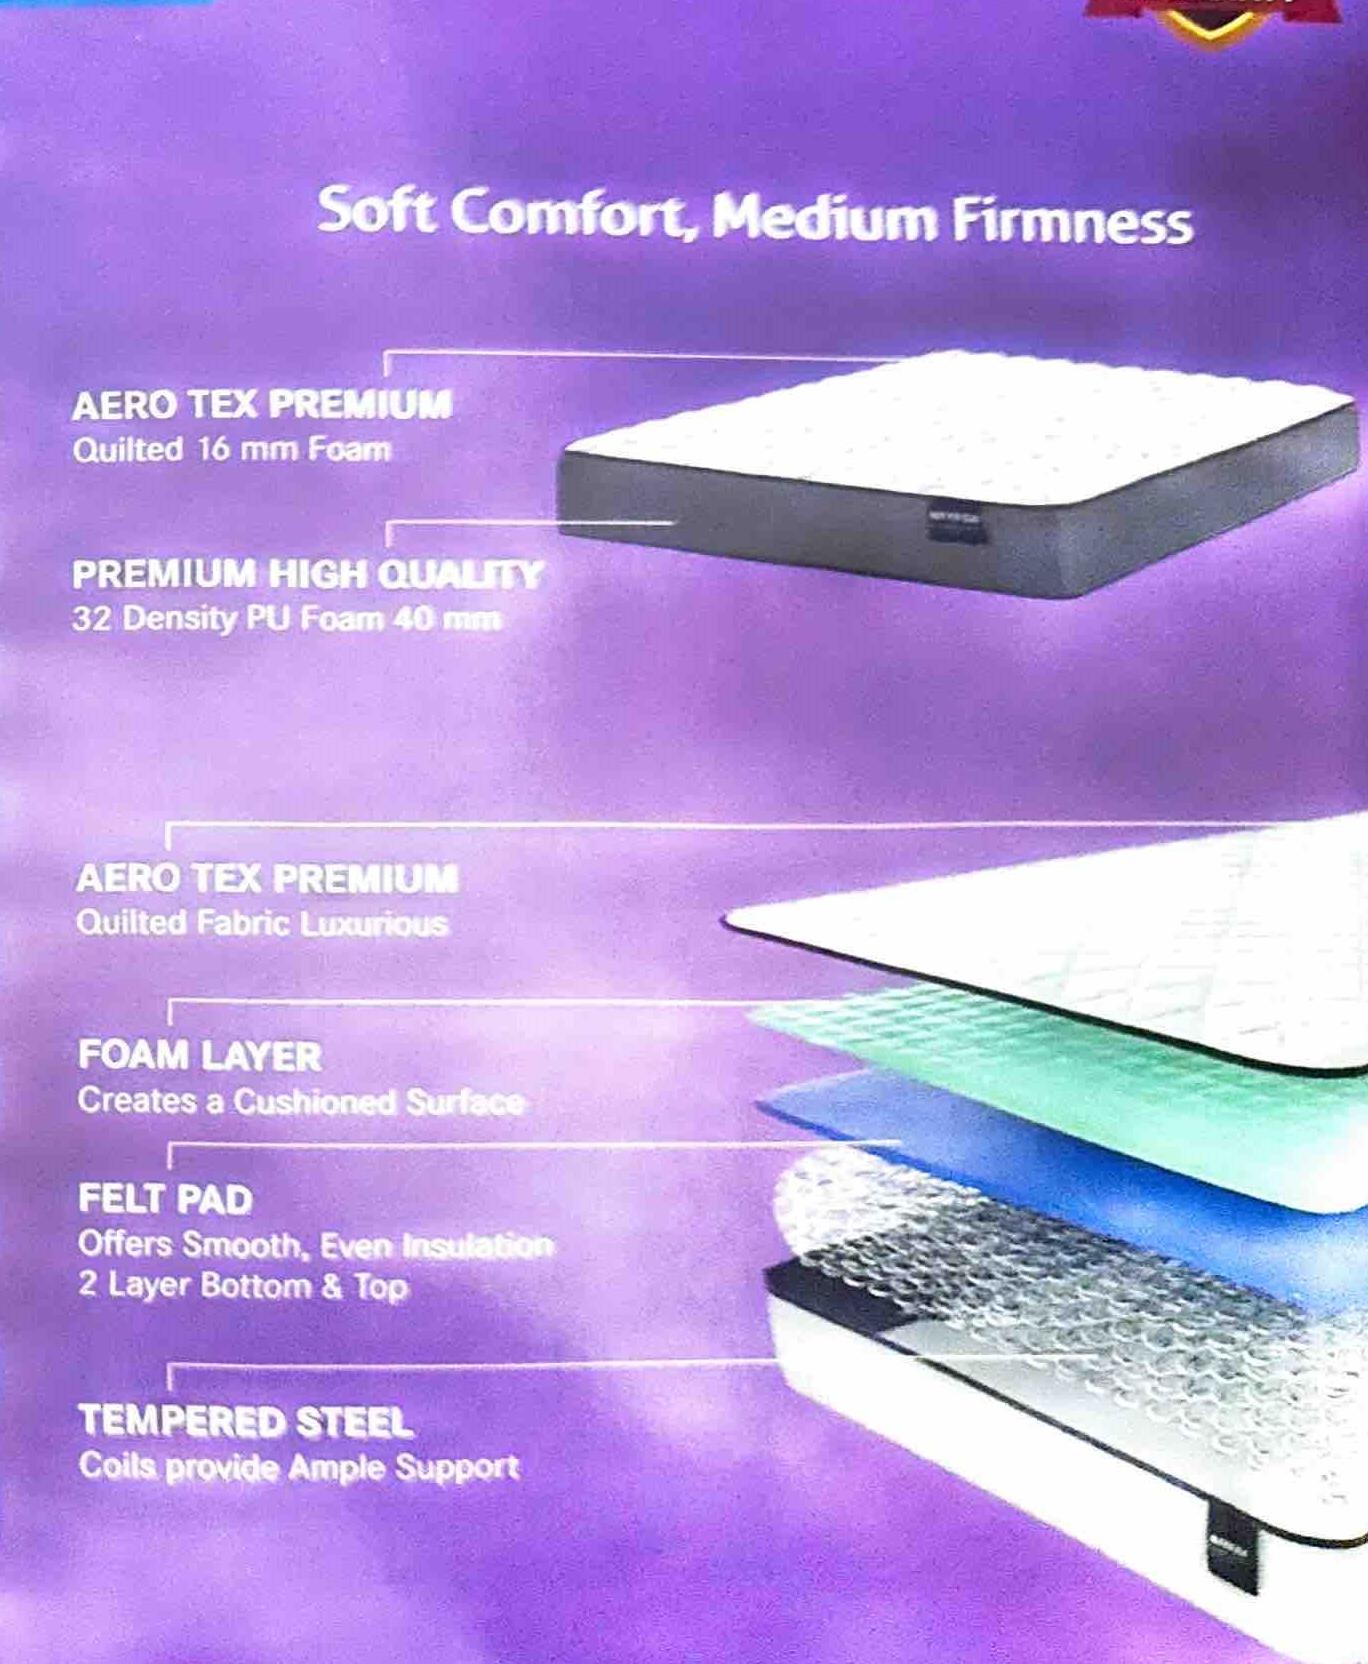 Soft Comfort, Medium Firmness
AERO TEX PREMIUM
Quilted 16 mm Foam
PREMIUM HIGH QUALITY
32 Density PU Foam 40 mm
AERO TEX PREMIUM
Quilted Fabric Luxurious
FOAM LAYER
Creates a Cushioned Surface
FELT PAD
Offers Smooth, Even Insulation
2 Layer Bottom & Top
TEMPERED STEEL
Coils provide Ample Support